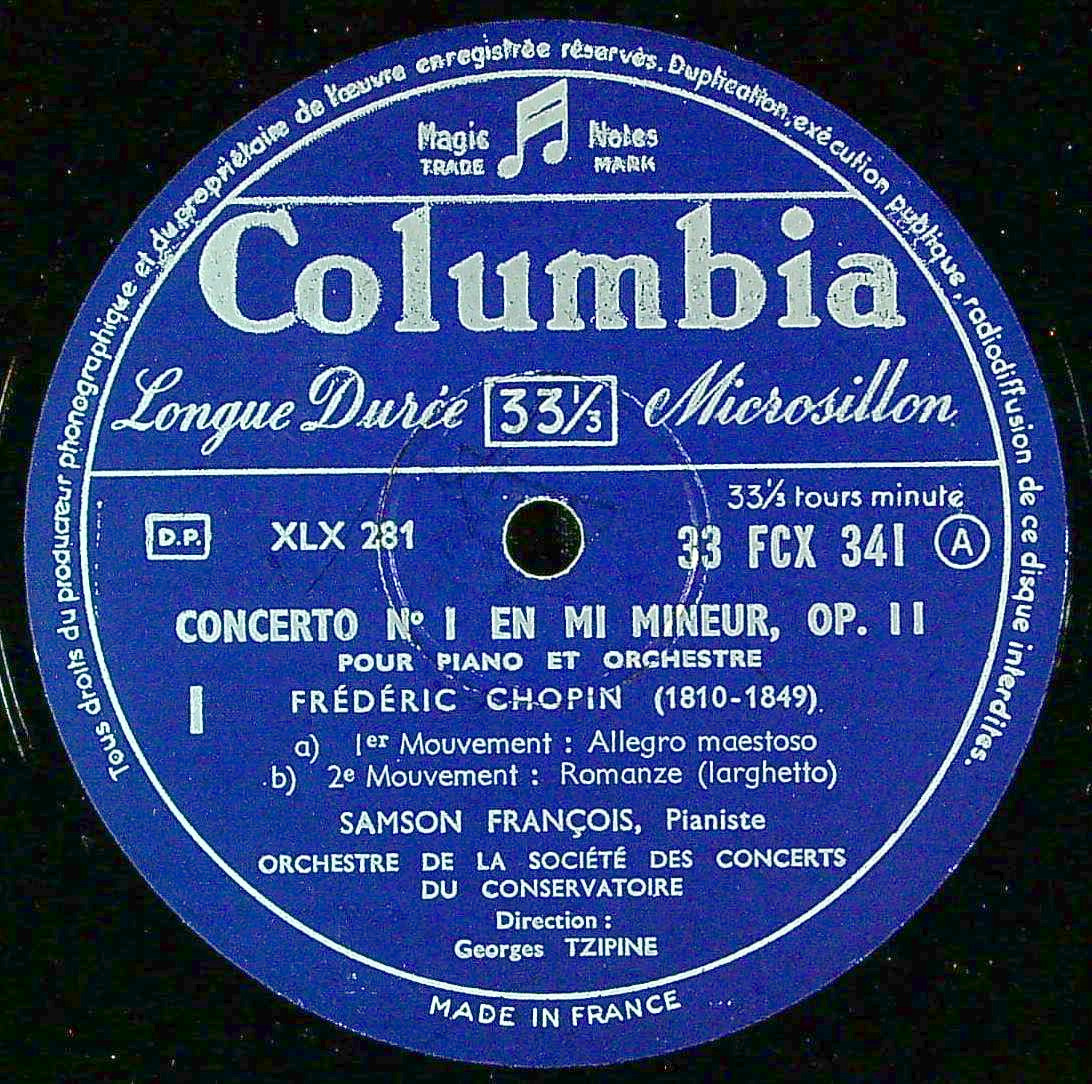 Tous droits du producteur phonographique et du propriétaire de l'œuvre enregistrée réservés. Duplication, exécution publique, radiodiffusion de ce disque interdites.
Magic Notes
TRADE MARK
Columbia
Longue Durée 33⅓ Microsillon
33⅓ tours minute
D.P. XLX 281 33 FCX 341 A
CONCERTO Nº I EN MI MINEUR, OP. 11
POUR PIANO ET ORCHESTRE
I FRÉDÉRIC CHOPIN (1810-1849).
a) 1er Mouvement : Allegro maestoso
b) 2e Mouvement : Romanze (larghetto)
SAMSON FRANÇOIS, Pianiste
ORCHESTRE DE LA SOCIÉTÉ DES CONCERTS
DU CONSERVATOIRE
Direction :
Georges TZIPINE
MADE IN FRANCE